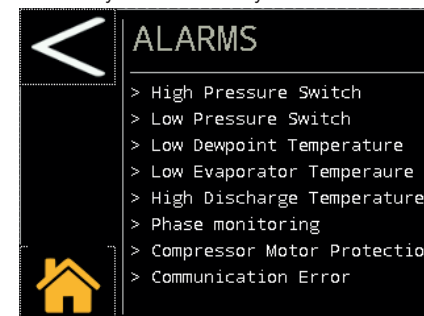 ALARMS
> High Pressure Switch
> Low Pressure Switch
> Low Dewpoint Temperature
> Low Evaporator Temperaure
> High Discharge Temperature
> Phase monitoring
> Compressor Motor Protectio
> Communication Error